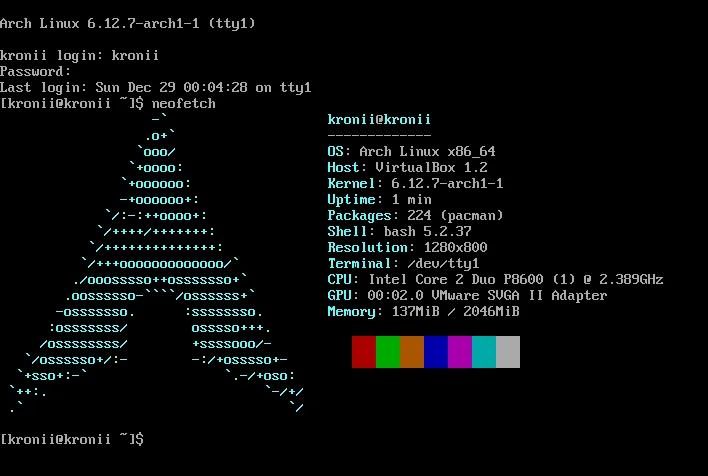 Arch Linux 6.12.7-arch1-1 (tty1)
kronii login: kronii
Password:
Last login: Sun Dec 29 00:04:28 on tty1
[kronii@kronii ~]$ neofetch
                   -`                    kronii@kronii
                  .o+`                   -------------
                 `ooo/                   OS: Arch Linux x86_64
                `+oooo:                  Host: VirtualBox 1.2
               `+oooooo:                 Kernel: 6.12.7-arch1-1
               -+oooooo+:                Uptime: 1 min
             `/:-:++oooo+:               Packages: 224 (pacman)
            `/++++/+++++++:              Shell: bash 5.2.37
           `/++++++++++++++:             Resolution: 1280x800
          `/+++ooooooooooooo/`           Terminal: /dev/tty1
         ./ooosssso++osssssso+`          CPU: Intel Core 2 Duo P8600 (1) @ 2.389GHz
        .oossssso-````/ossssss+`         GPU: 00:02.0 VMware SVGA II Adapter
       -osssssso.      :ssssssso.        Memory: 137MiB / 2046MiB
      :osssssss/        osssso+++.
     /ossssssss/        +ssssooo/-
   `/ossssso+/:-        -:/+osssso+-
  `+sso+:-`                 `.-/+oso:
 `++:.                           `-/+/
 .`                                 `/
[kronii@kronii ~]$